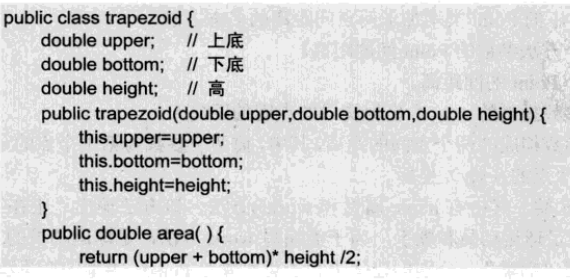 public class trapezoid {
double upper; // 上底
double bottom; // 下底
double height; // 高
public trapezoid(double upper,double bottom,double height) {
this.upper=upper;
this.bottom=bottom;
this.height=height;
}
public double area( ) {
return (upper + bottom)* height /2;